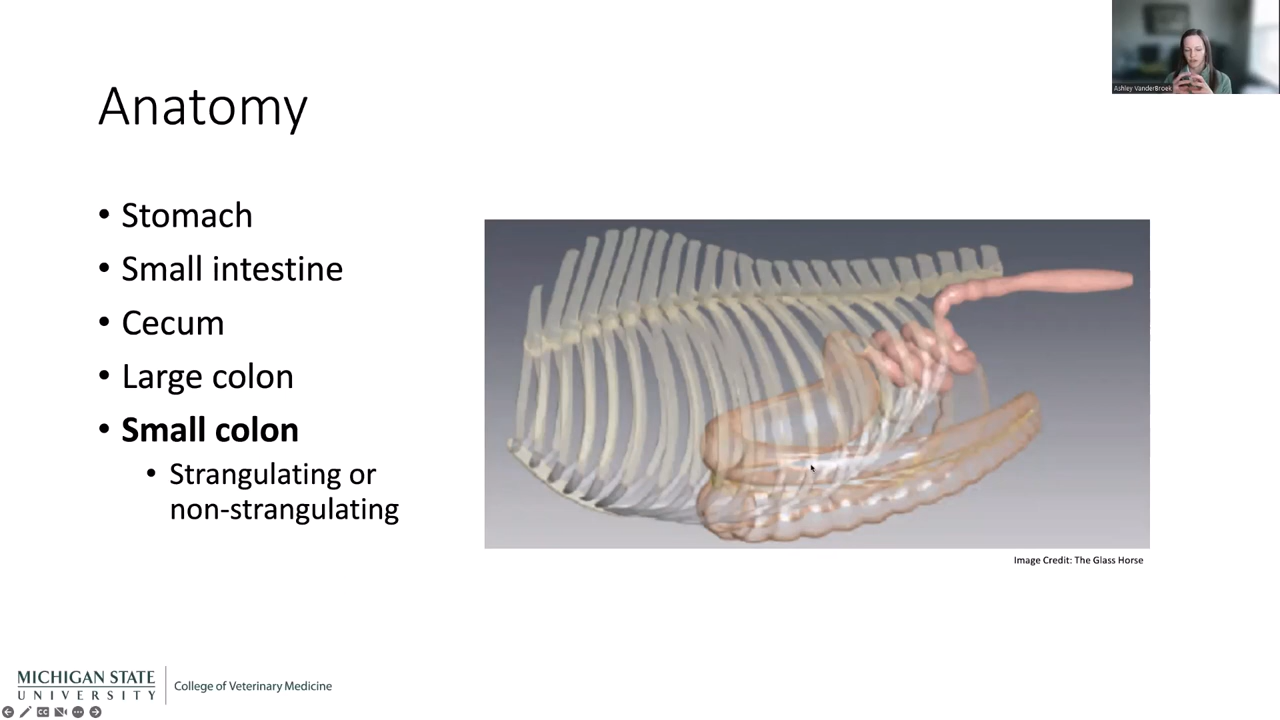 Ashley VanderBroek
Anatomy
• Stomach
• Small intestine
• Cecum
• Large colon
• Small colon
• Strangulating or
non-strangulating
Image Credit: The Glass Horse
MICHIGAN STATE
UNIVERSITY
College of Veterinary Medicine
CC